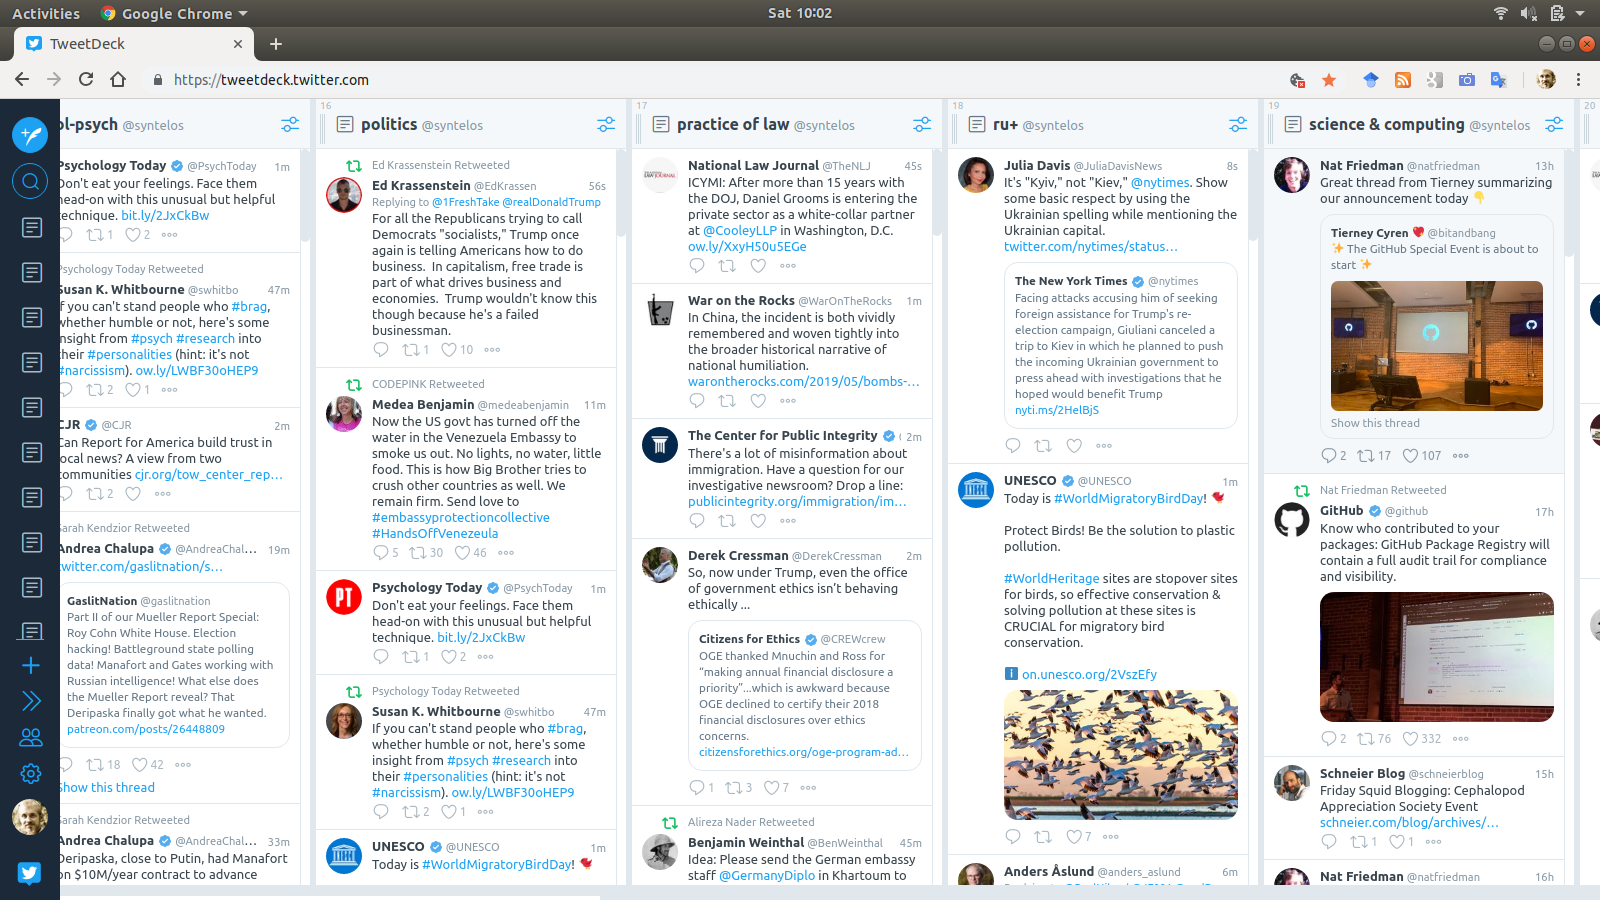 Activities
Google Chrome
Sat 10:02
TweetDeck
https://tweetdeck.twitter.com
ol-psych @syntelos
Psychology Today @PsychToday 1m
Don't eat your feelings. Face them
head-on with this unusual but helpful
technique. bit.ly/2JxCkBw
1 2
Psychology Today Retweeted
Susan K. Whitbourne @swhitbo 47m
If you can't stand people who #brag,
whether humble or not, here's some
insight from #psych #research into
their #personalities (hint: it's not
#narcissism). ow.ly/LWBF30oHEP9
2 1
CJR @CJR 2m
Can Report for America build trust in
local news? A view from two
communities cjr.org/tow_center_rep…
2
Sarah Kendzior Retweeted
Andrea Chalupa @AndreaChal… 19m
twitter.com/gaslitnation/s…
GaslitNation @gaslitnation
Part II of our Mueller Report Special:
Roy Cohn White House. Election
hacking! Battleground state polling
data! Manafort and Gates working with
Russian intelligence! What else does
the Mueller Report reveal? That
Deripaska finally got what he wanted.
patreon.com/posts/26448809
18 42
Show this thread
Sarah Kendzior Retweeted
Andrea Chalupa @AndreaChal… 33m
Deripaska, close to Putin, had Manafort
on $10M/year contract to advance
16
politics @syntelos
Ed Krassenstein Retweeted
Ed Krassenstein @EdKrassen 56s
Replying to @1FreshTake @realDonaldTrump
For all the Republicans trying to call
Democrats "socialists," Trump once
again is telling Americans how to do
business. In capitalism, free trade is
part of what drives business and
economies. Trump wouldn't know this
though because he's a failed
businessman.
1 10
CODEPINK Retweeted
Medea Benjamin @medeabenjamin 11m
Now the US govt has turned off the
water in the Venezuela Embassy to
smoke us out. No lights, no water, little
food. This is how Big Brother tries to
crush other countries as well. We
remain firm. Send love to
#embassyprotectioncollective
#HandsOffVenezeula
5 30 46
PT
Psychology Today @PsychToday 1m
Don't eat your feelings. Face them
head-on with this unusual but helpful
technique. bit.ly/2JxCkBw
1 2
Psychology Today Retweeted
Susan K. Whitbourne @swhitbo 47m
If you can't stand people who #brag,
whether humble or not, here's some
insight from #psych #research into
their #personalities (hint: it's not
#narcissism). ow.ly/LWBF30oHEP9
2 1
UNESCO @UNESCO 1m
Today is #WorldMigratoryBirdDay!
17
practice of law @syntelos
National Law Journal @TheNLJ 45s
ICYMI: After more than 15 years with
the DOJ, Daniel Grooms is entering the
private sector as a white-collar partner
at @CooleyLLP in Washington, D.C.
ow.ly/XxyH50u5EGe
War on the Rocks @WarOnTheRocks 1m
In China, the incident is both vividly
remembered and woven tightly into
the broader historical narrative of
national humiliation.
warontherocks.com/2019/05/bombs-…
The Center for Public Integrity 2m
There's a lot of misinformation about
immigration. Have a question for our
investigative newsroom? Drop a line:
publicintegrity.org/immigration/im…
Derek Cressman @DerekCressman 2m
So, now under Trump, even the office
of government ethics isn't behaving
ethically ...
Citizens for Ethics @CREWcrew
OGE thanked Mnuchin and Ross for
"making annual financial disclosure a
priority"...which is awkward because
OGE declined to certify their 2018
financial disclosures over ethics
concerns.
citizensforethics.org/oge-program-ad…
1 3 7
Alireza Nader Retweeted
Benjamin Weinthal @BenWeinthal 45m
Idea: Please send the German embassy
staff @GermanyDiplo in Khartoum to
18
ru+ @syntelos
Julia Davis @JuliaDavisNews 8s
It's "Kyiv," not "Kiev," @nytimes. Show
some basic respect by using the
Ukrainian spelling while mentioning the
Ukrainian capital.
twitter.com/nytimes/status…
The New York Times @nytimes
Facing attacks accusing him of seeking
foreign assistance for Trump's re-
election campaign, Giuliani canceled a
trip to Kiev in which he planned to push
the incoming Ukrainian government to
press ahead with investigations that he
hoped would benefit Trump
nyti.ms/2HelBjS
UNESCO @UNESCO 1m
Today is #WorldMigratoryBirdDay!
Protect Birds! Be the solution to plastic
pollution.
#WorldHeritage sites are stopover sites
for birds, so effective conservation &
solving pollution at these sites is
CRUCIAL for migratory bird
conservation.
on.unesco.org/2VszEfy
7
Anders Åslund @anders_aslund 6m
19
science & computing @syntelos
Nat Friedman @natfriedman 13h
Great thread from Tierney summarizing
our announcement today
Tierney Cyren @bitandbang
The GitHub Special Event is about to
start
Show this thread
2 17 107
Nat Friedman Retweeted
GitHub @github 17h
Know who contributed to your
packages: GitHub Package Registry will
contain a full audit trail for compliance
and visibility.
2 76 332
Schneier Blog @schneierblog 15h
Friday Squid Blogging: Cephalopod
Appreciation Society Event
schneier.com/blog/archives/…
1 1
Nat Friedman @natfriedman 16h
20